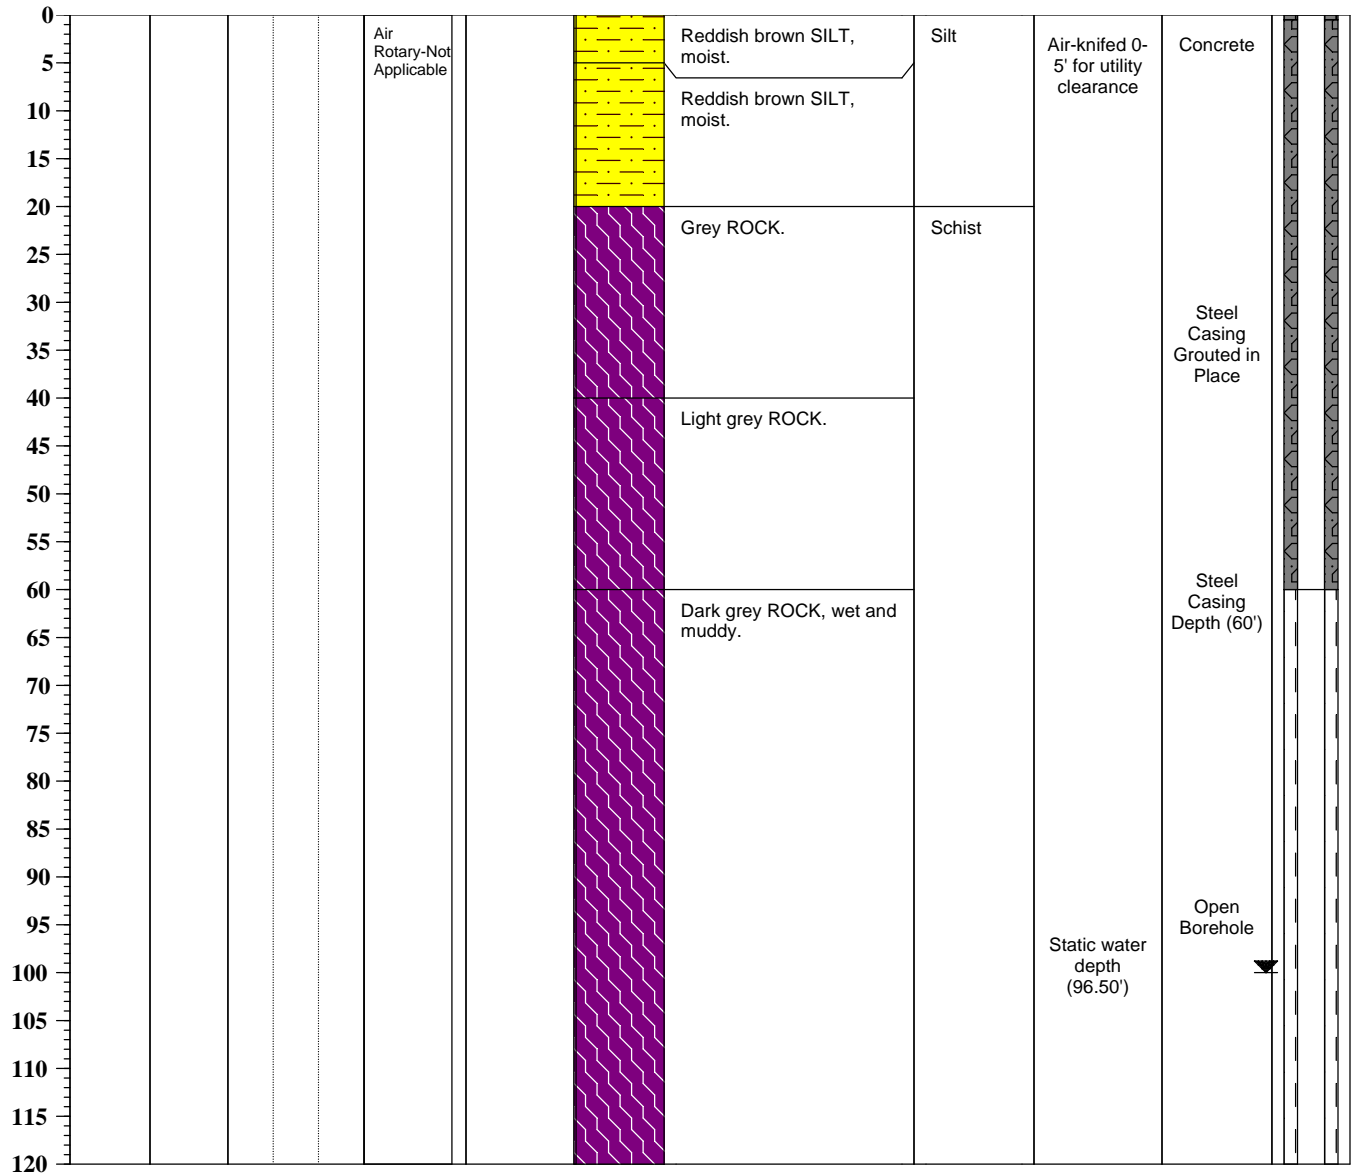 0
5
10
15
20
25
30
35
40
45
50
55
60
65
70
75
80
85
90
95
100
105
110
115
120
Air
Rotary-Not
Applicable
Reddish brown SILT,
moist.
Reddish brown SILT,
moist.
Grey ROCK.
Light grey ROCK.
Dark grey ROCK, wet and
muddy.
Silt
Schist
Air-knifed 0-
5' for utility
clearance
Static water
depth
(96.50')
Concrete
Steel
Casing
Grouted in
Place
Steel
Casing
Depth (60')
Open
Borehole